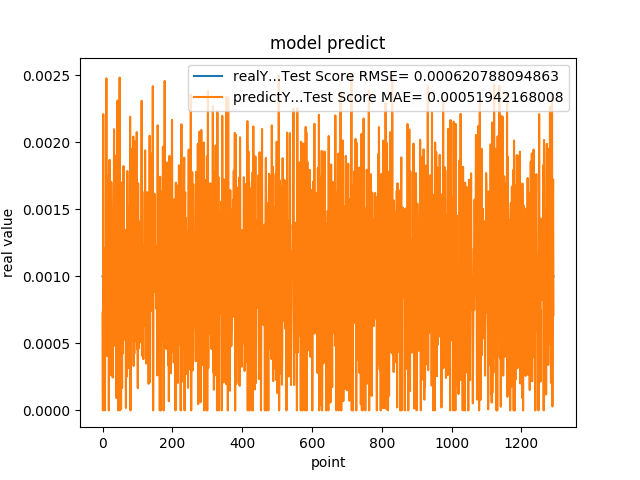 model predict
realY...Test Score RMSE= 0.000620788094863
predictY...Test Score MAE= 0.00051942168008
0.0025
0.0020
0.0015
0.0010
0.0005
0.0000
real value
0 200 400 600 800 1000 1200
point